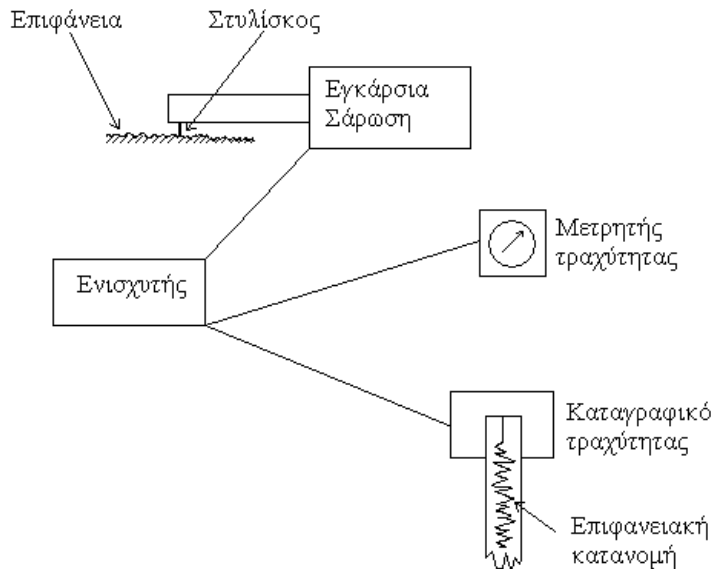 Επιφάνεια
Στυλίσκος
Εγκάρσια
Σάρωση
Μετρητής
τραχύτητας
Ενισχυτής
Καταγραφικό
τραχύτητας
Επιφανειακή
κατανομή